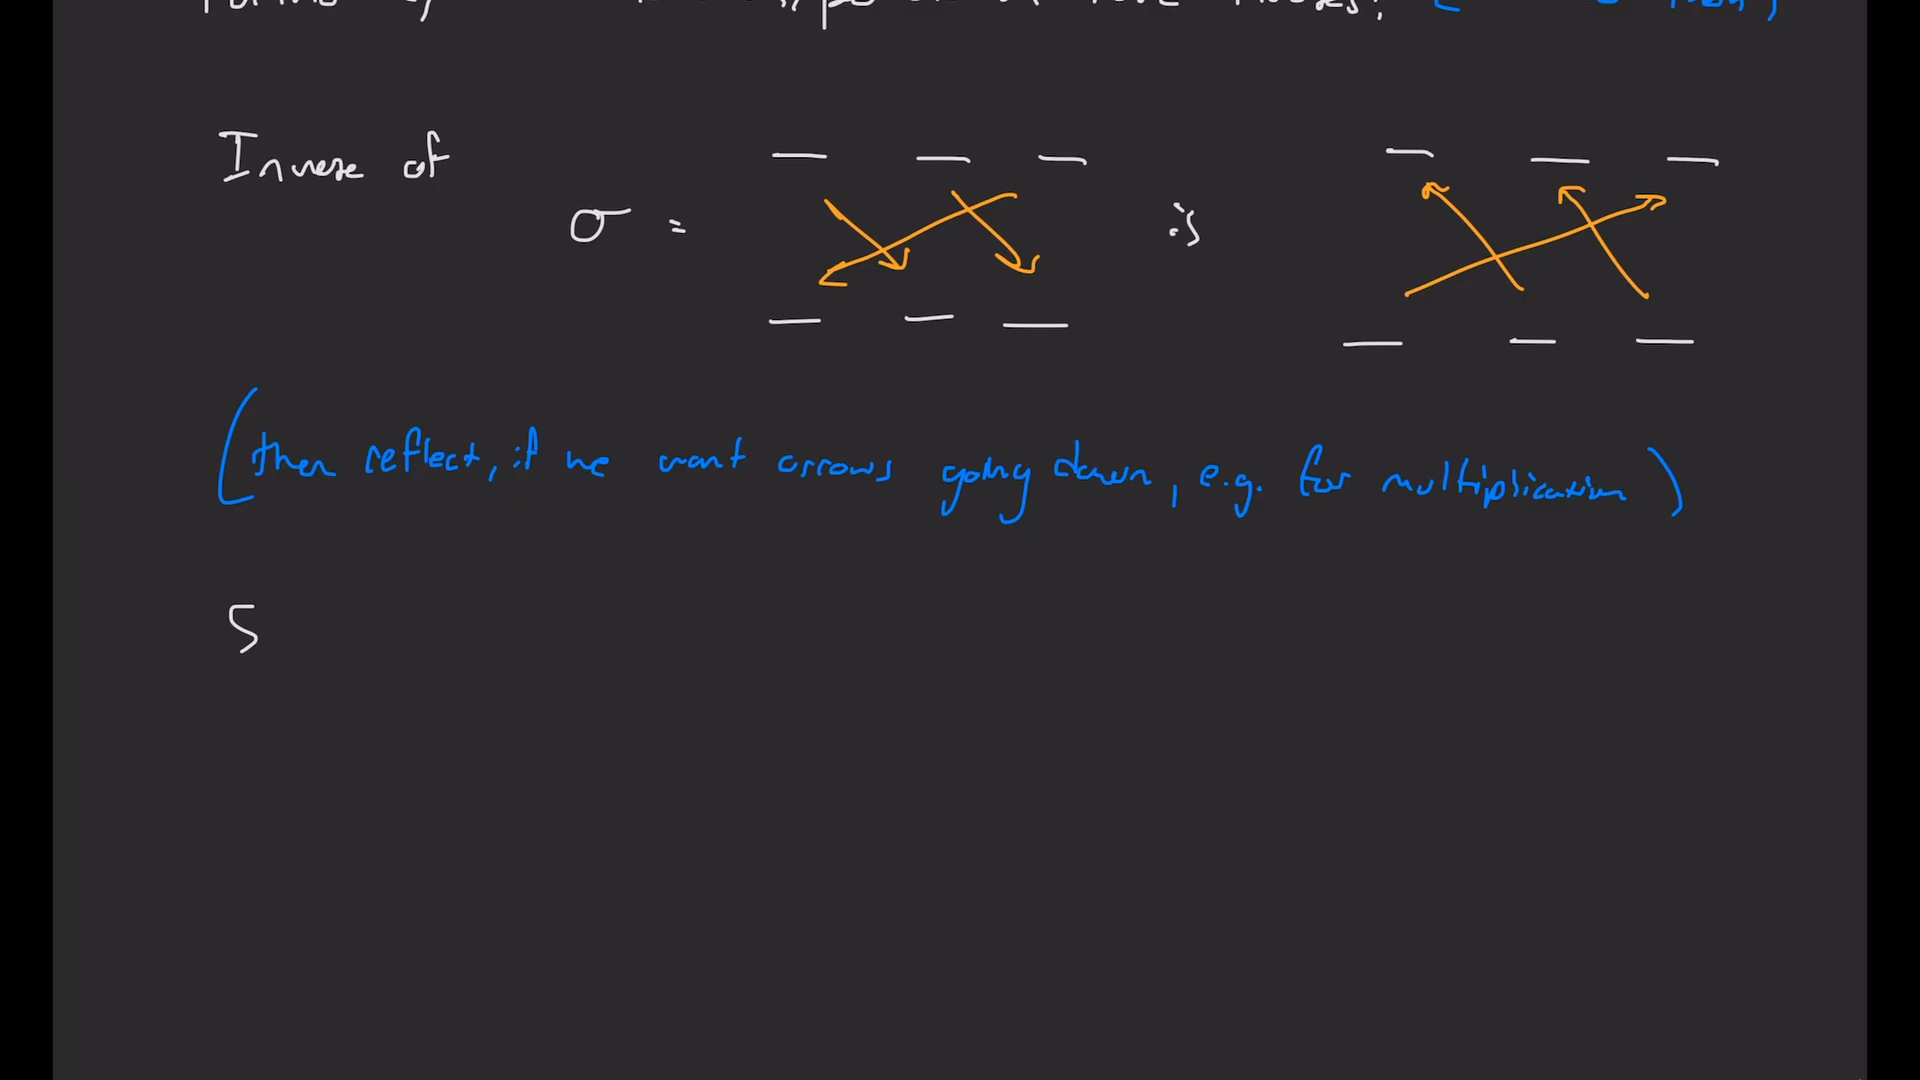 Inverse of
σ = is
(then reflect, if we want arrows going down, e.g. for multiplication)
S